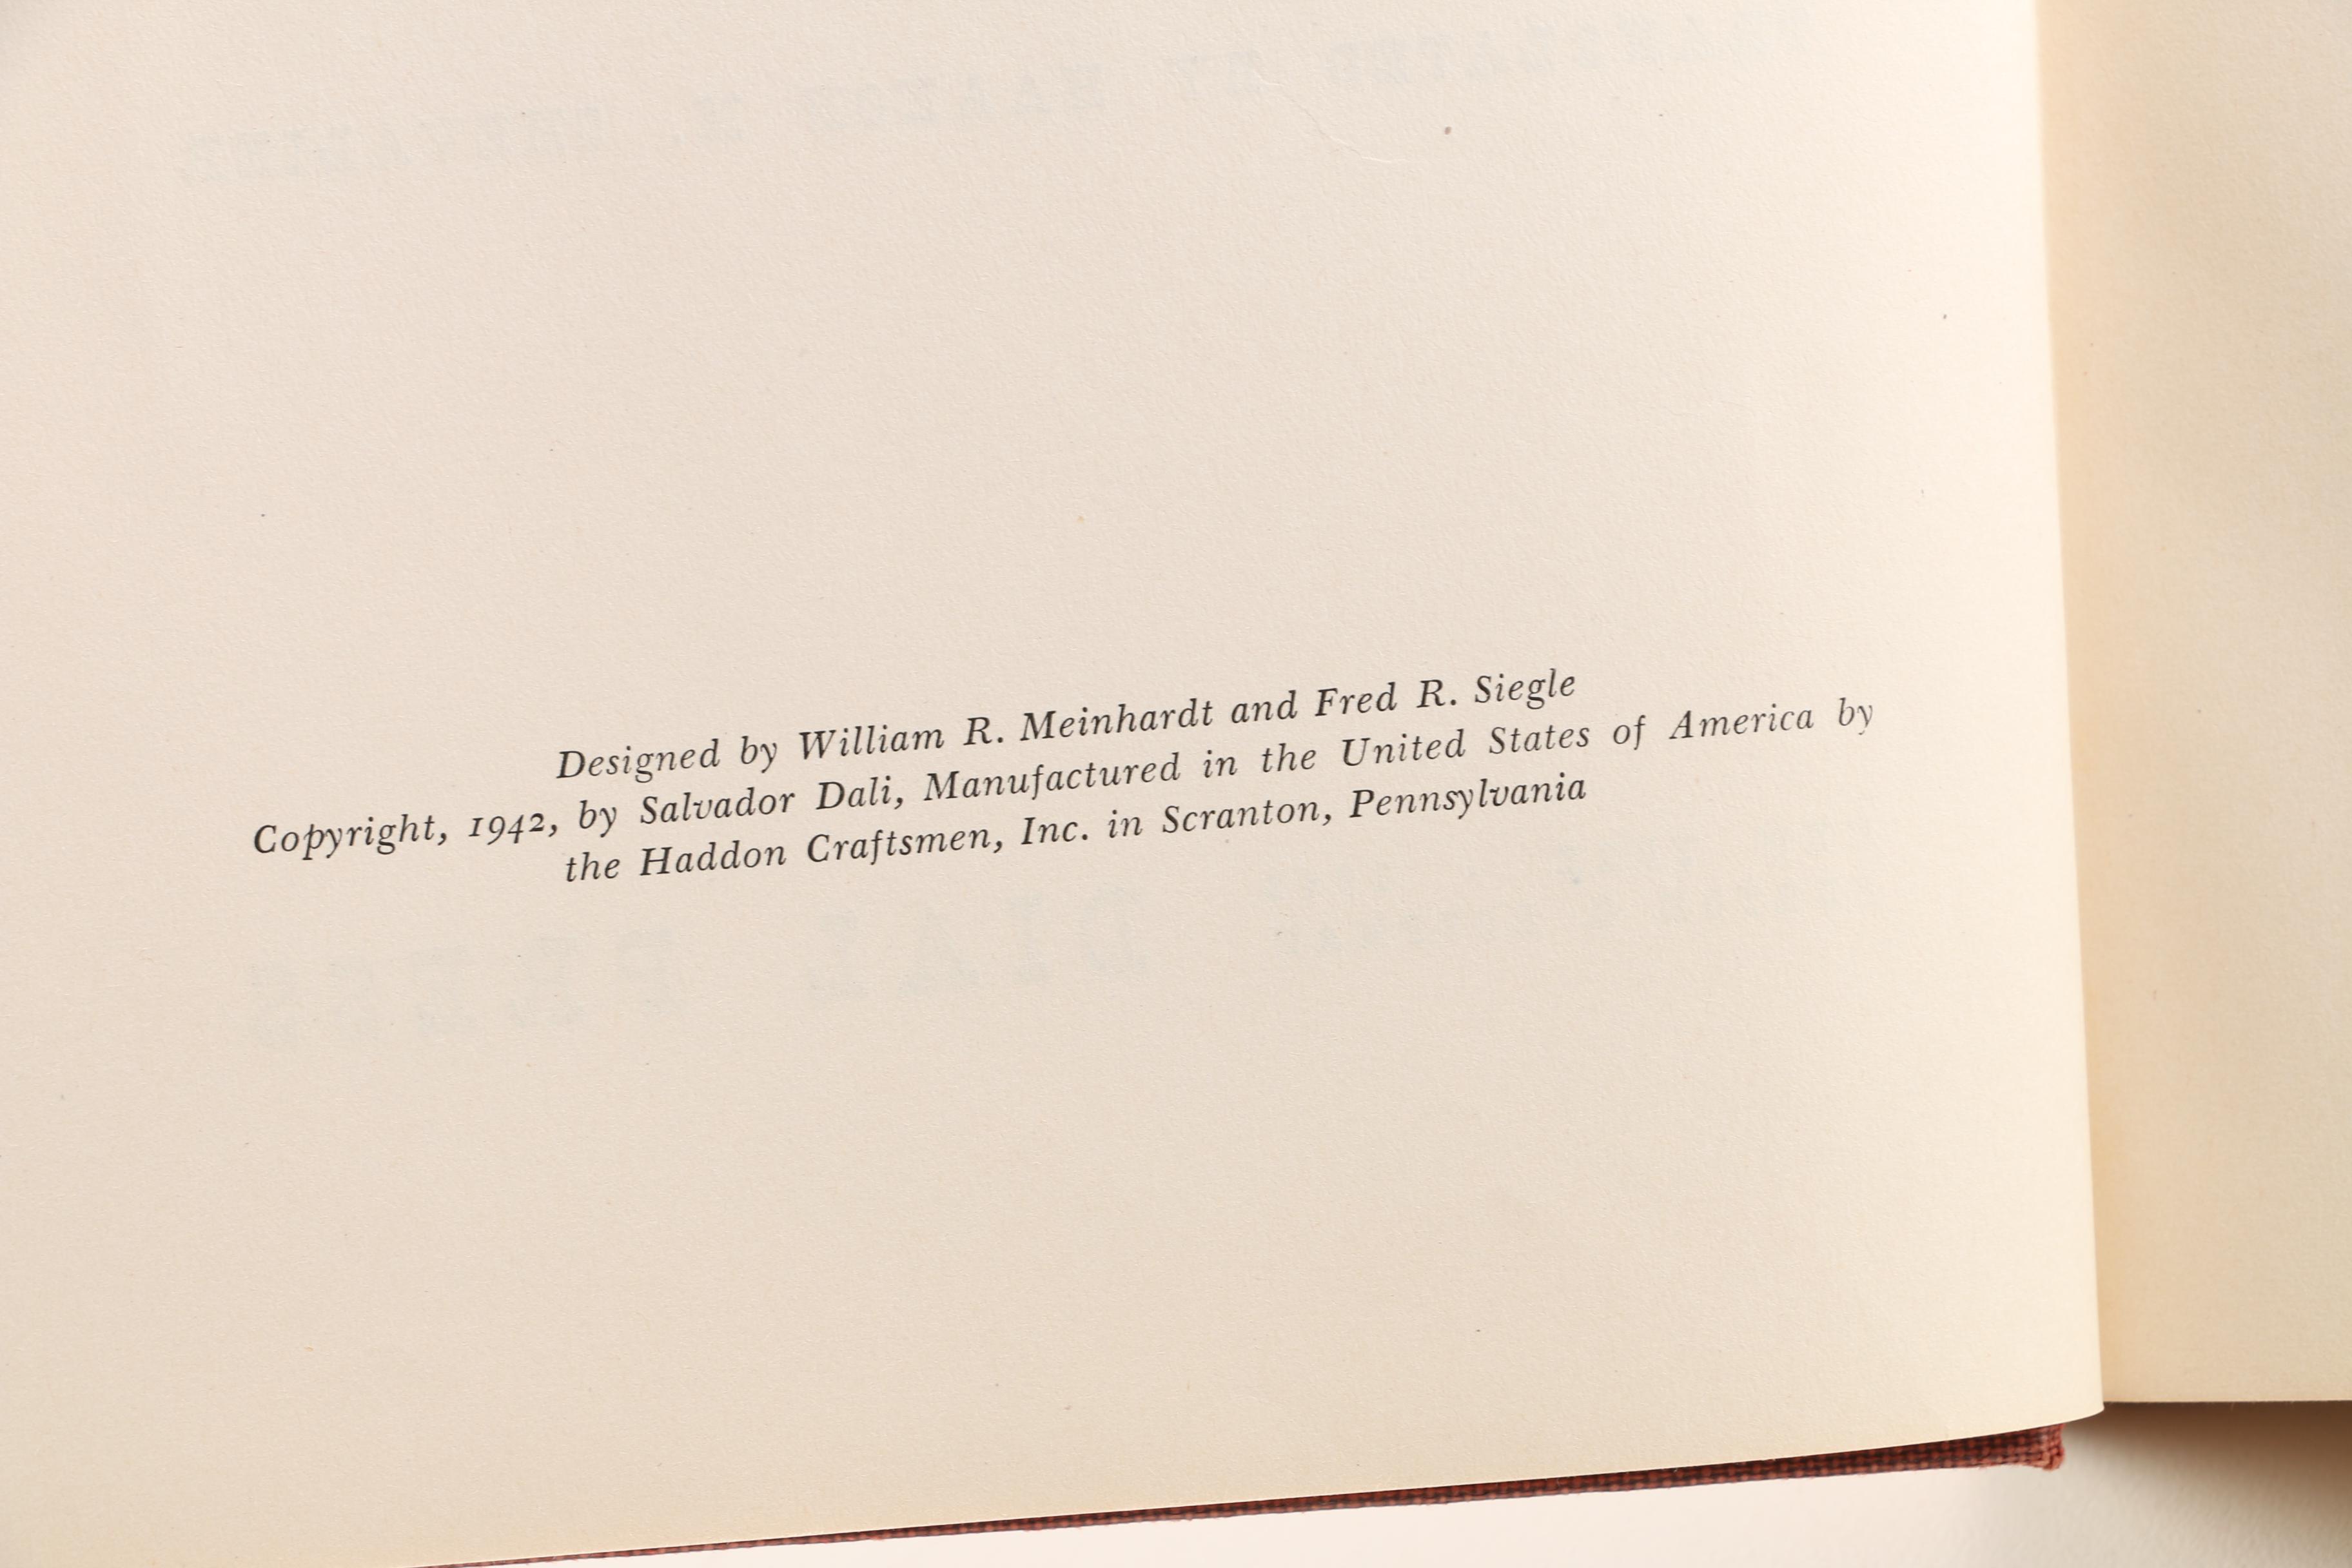 Designed by William R. Meinhardt and Fred R. Siegle
Copyright, 1942, by Salvador Dali, Manufactured in the United States of America by
the Haddon Craftsmen, Inc. in Scranton, Pennsylvania